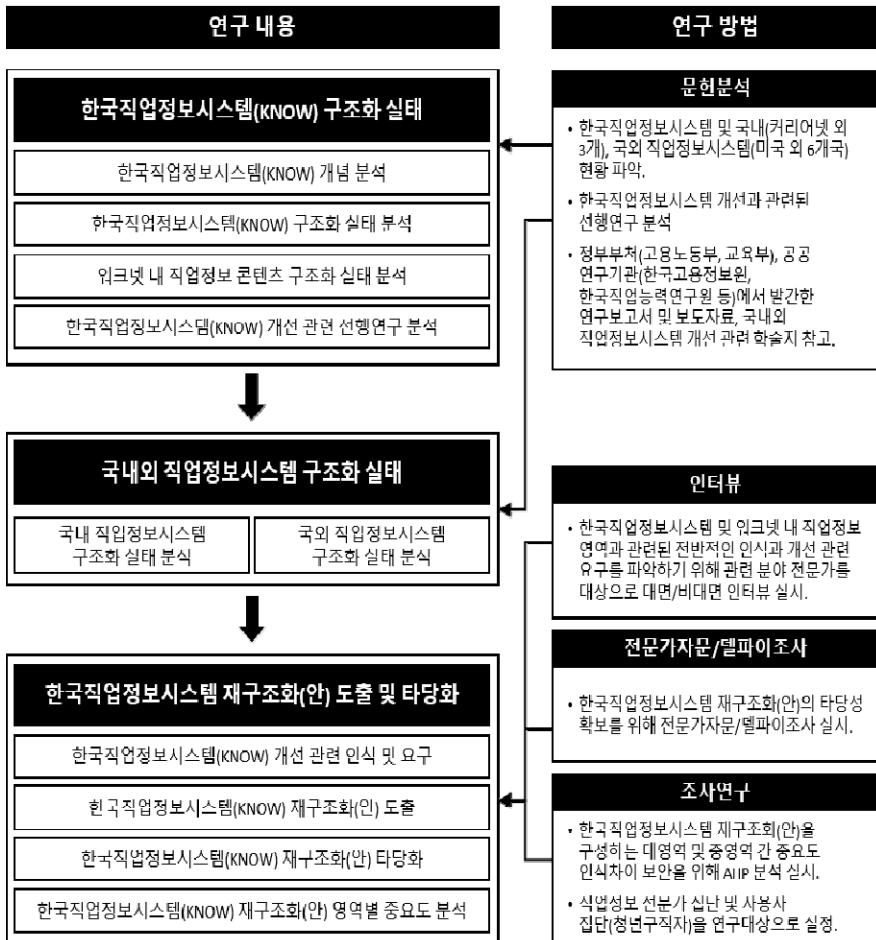 연구 내용
한국직업정보시스템(KNOW) 구조화 실태
한국직업정보시스템(KNOW) 개념 분석
한국직업정보시스템(KNOW) 구조화 실태 분석
워크넷 내 직업정보 콘텐츠 구조화 실태 분석
한국직업정보시스템(KNOW) 개선 관련 선행연구 분석
국내외 직업정보시스템 구조화 실태
국내 직업정보시스템
구조화 실태 분석
국외 직업정보시스템
구조화 실태 분석
한국직업정보시스템 재구조화(안) 도출 및 타당화
한국직업정보시스템(KNOW) 개선 관련 인식 및 요구
한국직업정보시스템(KNOW) 재구조화(안) 도출
한국직업정보시스템(KNOW) 재구조화(안) 타당화
한국직업정보시스템(KNOW) 재구조화(안) 영역별 중요도 분석
연구 방법
문헌분석
• 한국직업정보시스템 및 국내(커리어넷 외
3개), 국외 직업정보시스템(미국 외 6개국)
현황 파악.
• 한국직업정보시스템 개선과 관련된
선행연구 분석
• 정부부처(고용노동부, 교육부), 공공
연구기관(한국고용정보원,
한국직업능력연구원 등)에서 발간한
연구보고서 및 보도자료, 국내외
직업정보시스템 개선 관련 학술지 참고.
인터뷰
• 한국직업정보시스템 및 워크넷 내 직업정보
영역과 관련된 전반적인 인식과 개선 관련
요구를 파악하기 위해 관련 분야 전문가를
대상으로 대면/비대면 인터뷰 실시.
전문가자문/델파이조사
• 한국직업정보시스템 재구조화(안)의 타당성
확보를 위해 전문가자문/델파이조사 실시.
조사연구
• 한국직업정보시스템 재구조화(안)을
구성하는 대영역 및 중영역 간 중요도
인식차이 보안을 위해 AHP 분석 실시.
• 직업정보 전문가 집단 및 사용자
집단(청년구직자)을 연구대상으로 설정.